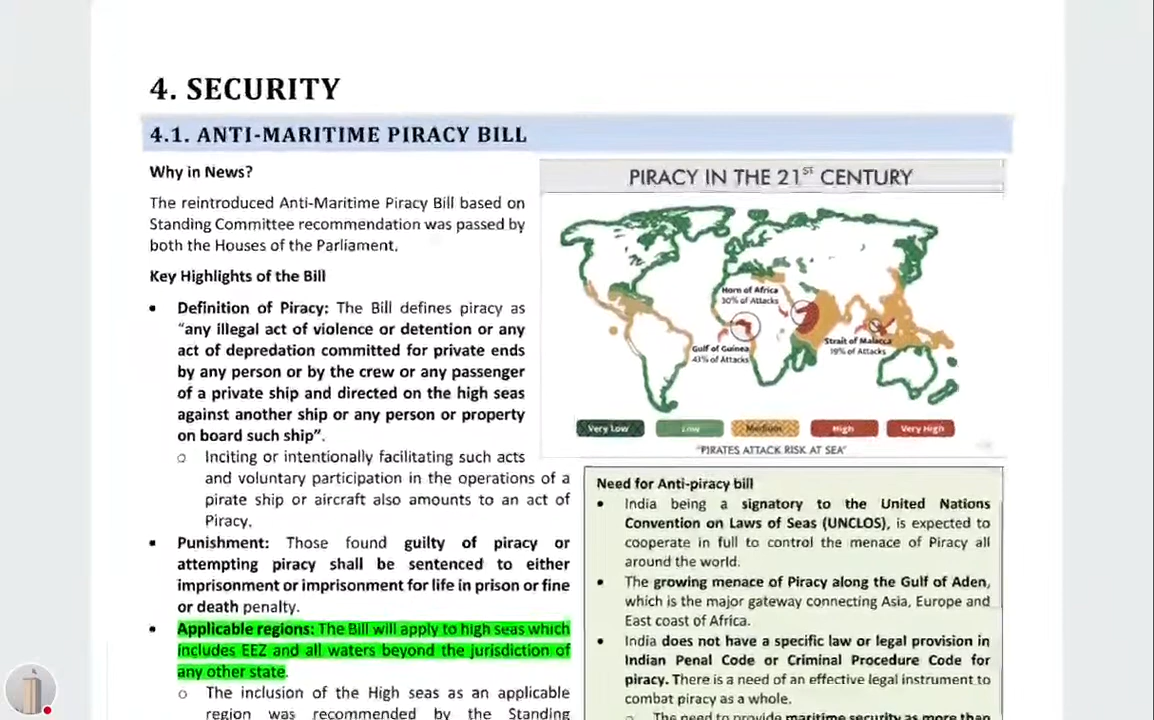 4. SECURITY
4.1. ANTI-MARITIME PIRACY BILL
Why in News?
The reintroduced Anti-Maritime Piracy Bill based on
Standing Committee recommendation was passed by
both the Houses of the Parliament.
Key Highlights of the Bill
▪ Definition of Piracy: The Bill defines piracy as
“any illegal act of violence or detention or any
act of depredation committed for private ends
by any person or by the crew or any passenger
of a private ship and directed on the high seas
against another ship or any person or property
on board such ship”.
o Inciting or intentionally facilitating such acts
and voluntary participation in the operations of a
pirate ship or aircraft also amounts to an act of
Piracy.
▪ Punishment: Those found guilty of piracy or
attempting piracy shall be sentenced to either
imprisonment or imprisonment for life in prison or fine
or death penalty.
▪ Applicable regions: The Bill will apply to high seas which
includes EEZ and all waters beyond the jurisdiction of
any other state.
o The inclusion of the High seas as an applicable
region was recommended by the Standing
PIRACY IN THE 21ST CENTURY
Horn of Africa
30% of Attacks
Gulf of Guinea
43% of Attacks
Strait of Malacca
19% of Attacks
Very Low
Low
Medium
High
Very High
"PIRATES ATTACK RISK AT SEA"
Need for Anti-piracy bill
• India being a signatory to the United Nations
Convention on Laws of Seas (UNCLOS), is expected to
cooperate in full to control the menace of Piracy all
around the world.
• The growing menace of Piracy along the Gulf of Aden,
which is the major gateway connecting Asia, Europe and
East coast of Africa.
• India does not have a specific law or legal provision in
Indian Penal Code or Criminal Procedure Code for
piracy. There is a need of an effective legal instrument to
combat piracy as a whole.
o The need to provide maritime security as more than